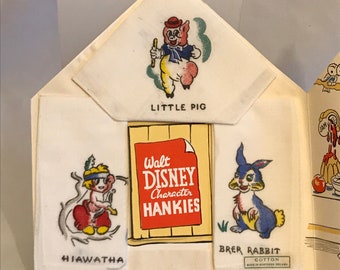 LITTLE PIG
Walt
DISNEY
Character
HANKIES
HIAWATHA
BRER RABBIT
COTTON